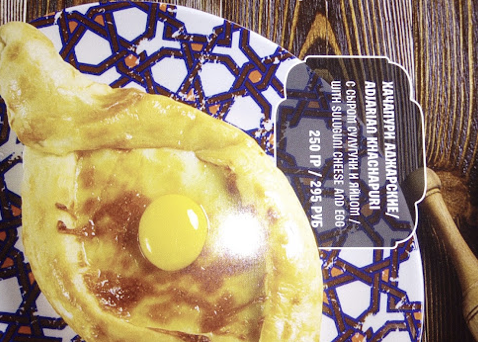 ХАЧАПУРИ АДЖАРСКИЕ/
ADJARIAN KHACHAPURI
С СЫРОМ СУЛУГУНИ И ЯЙЦОМ /
WITH SULUGUNI CHEESE AND EGG
250 ГР / 295 РУБ